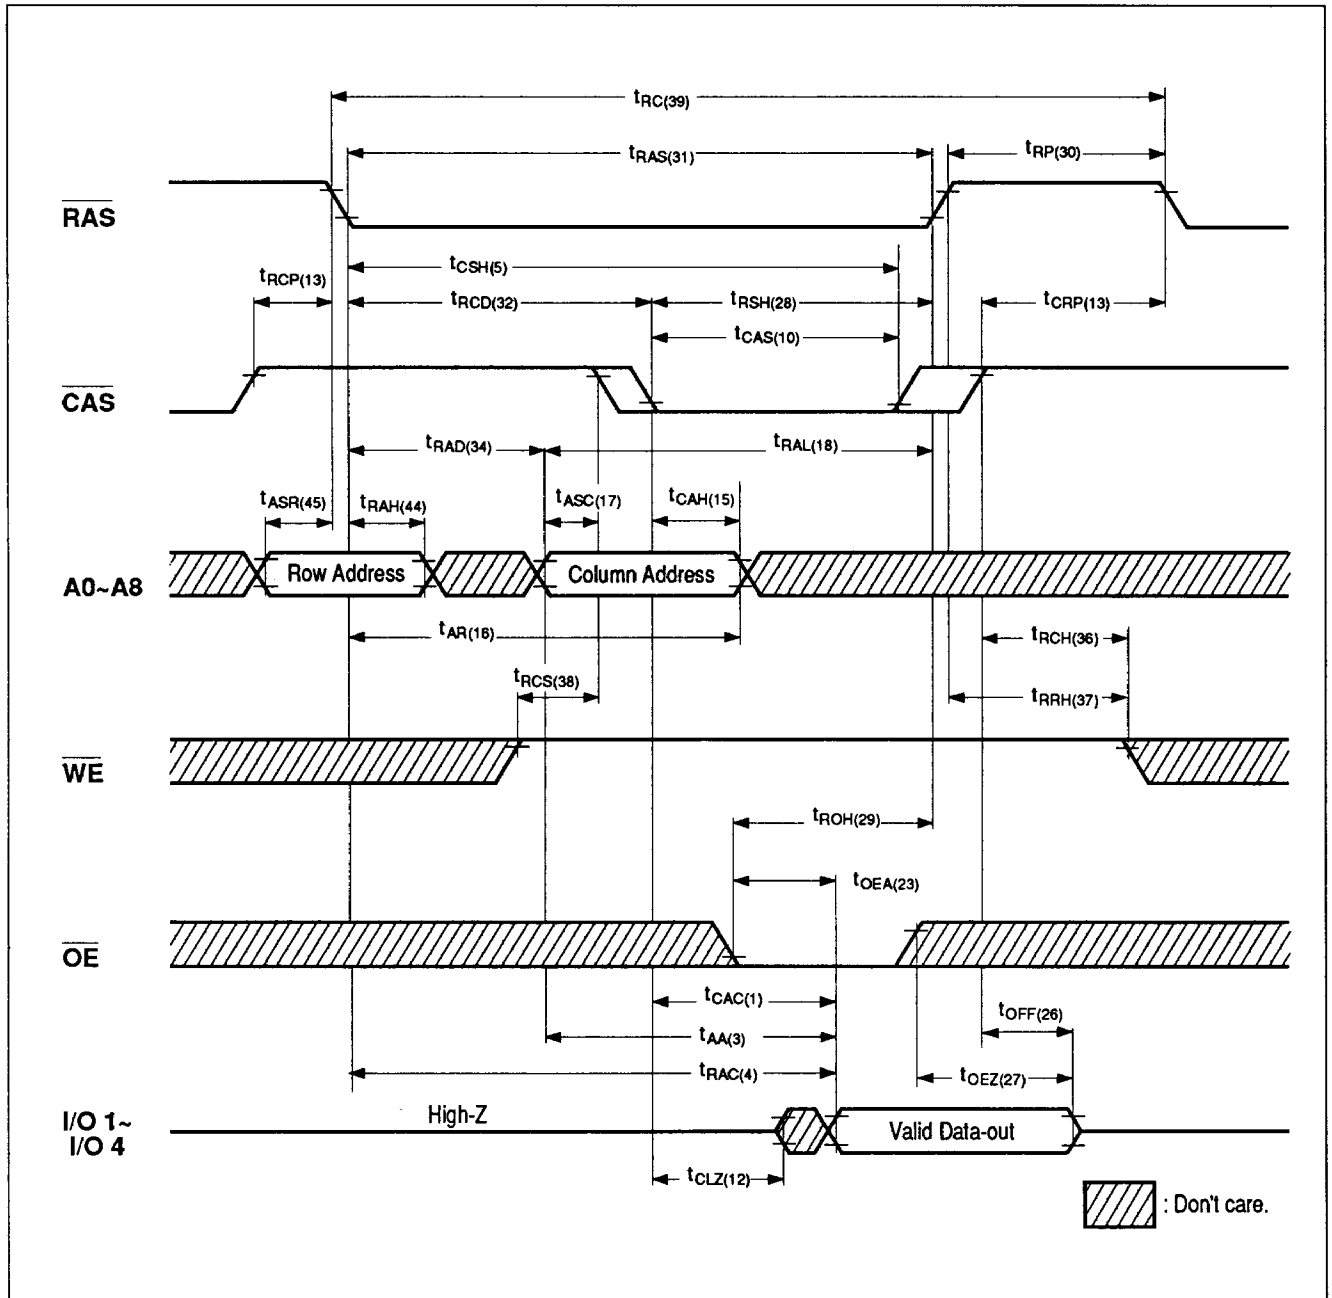 tRC(39)
tRAS(31)
tRP(30)
RAS
tCSH(5)
tRCP(13)
tRCD(32)
tRSH(28)
tCRP(13)
tCAS(10)
CAS
tRAD(34)
tRAL(18)
tASR(45)
tRAH(44)
tASC(17)
tCAH(15)
A0~A8
Row Address
Column Address
tAR(16)
tRCH(36)
tRCS(38)
tRRH(37)
WE
tROH(29)
tOEA(23)
OE
tCAC(1)
tOFF(26)
tAA(3)
tRAC(4)
tOEZ(27)
I/O 1~
I/O 4
High-Z
Valid Data-out
tCLZ(12)
: Don't care.